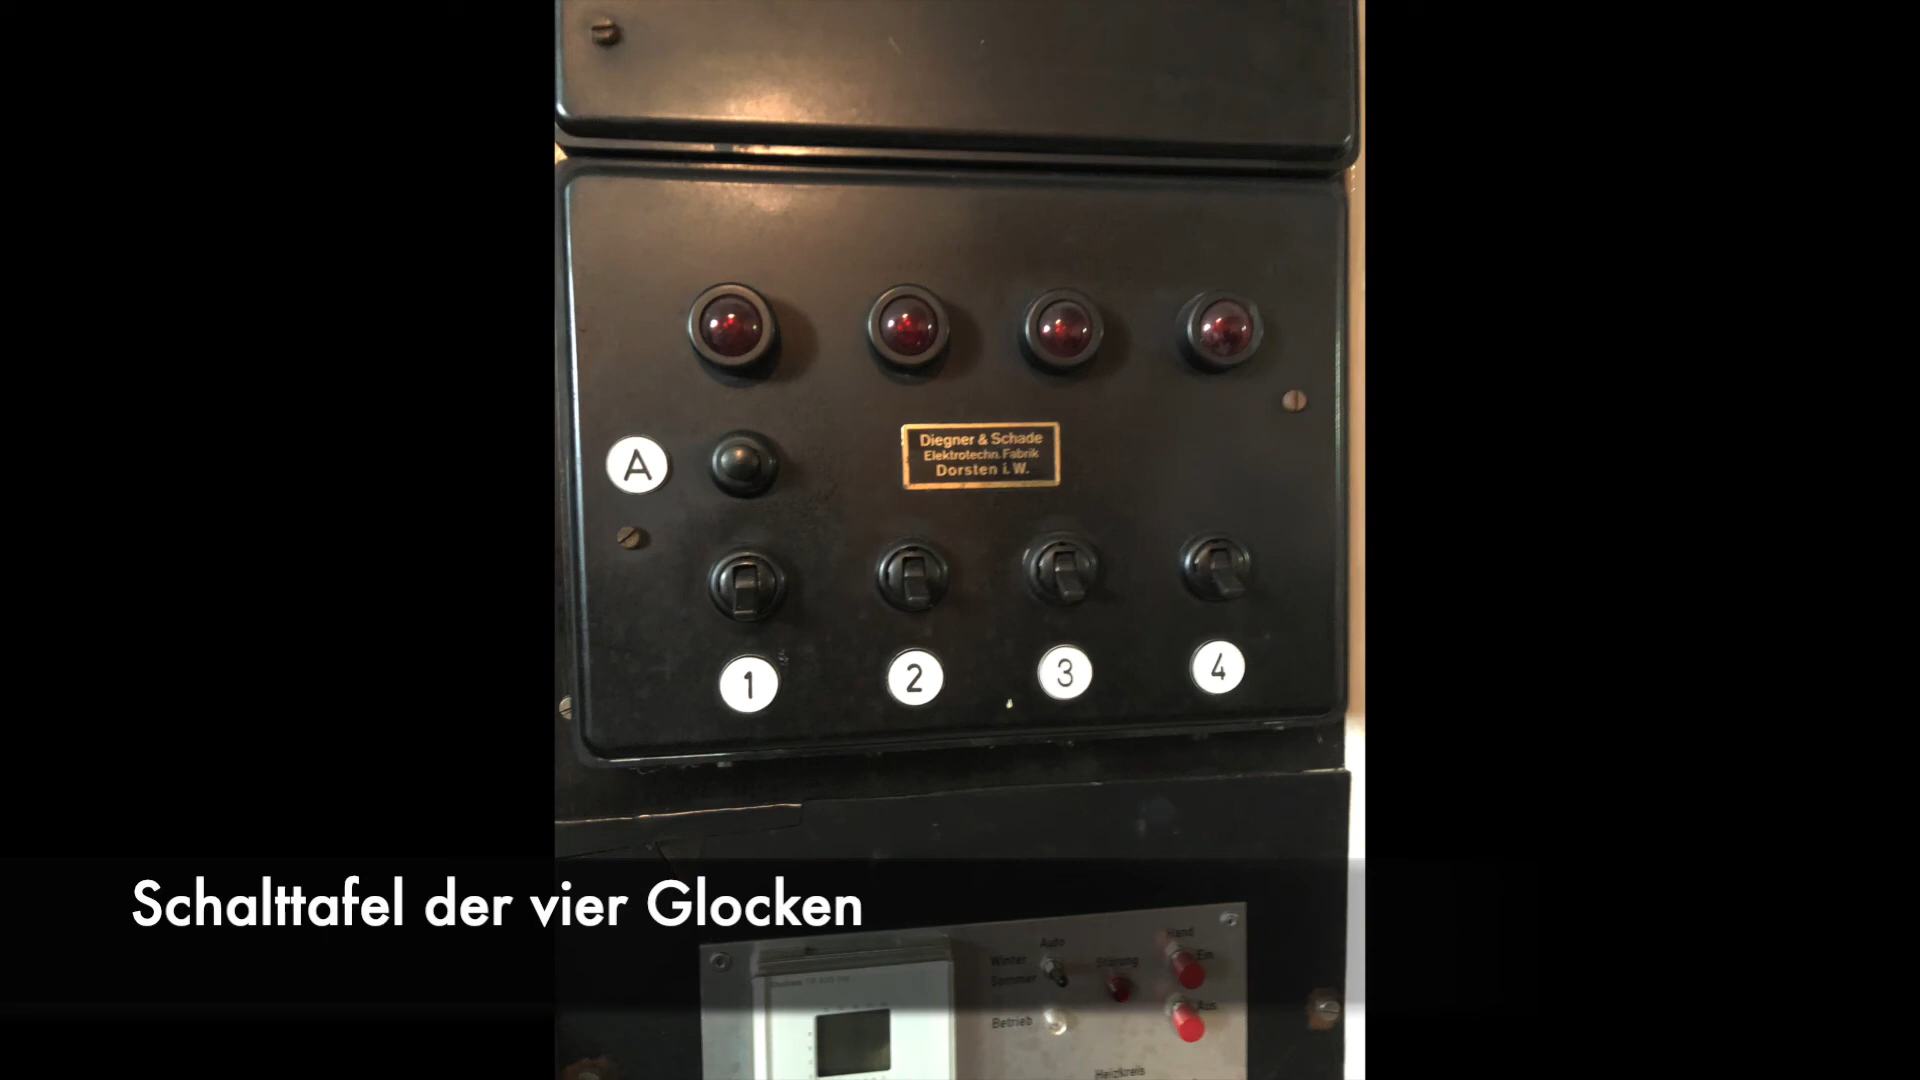 Diegner & Schade
Elektrotechn. Fabrik
Dorsten i. W.
A
1
2
3
4
Schalttafel der vier Glocken
Auto
Winter
Sommer
Störung
Hand
Ein
Aus
Betrieb
Heizkreis